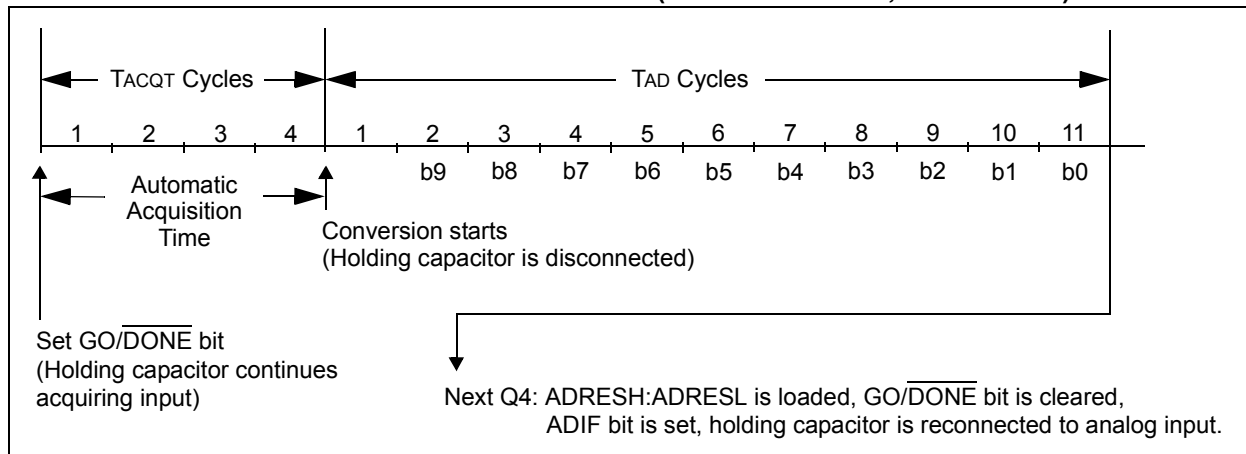 TACQT Cycles TAD Cycles
1 2 3 4 1 2 3 4 5 6 7 8 9 10 11
b9 b8 b7 b6 b5 b4 b3 b2 b1 b0
Automatic
Acquisition
Time
Conversion starts
(Holding capacitor is disconnected)
Set GO/DONE bit
(Holding capacitor continues
acquiring input)
Next Q4: ADRESH:ADRESL is loaded, GO/DONE bit is cleared,
ADIF bit is set, holding capacitor is reconnected to analog input.